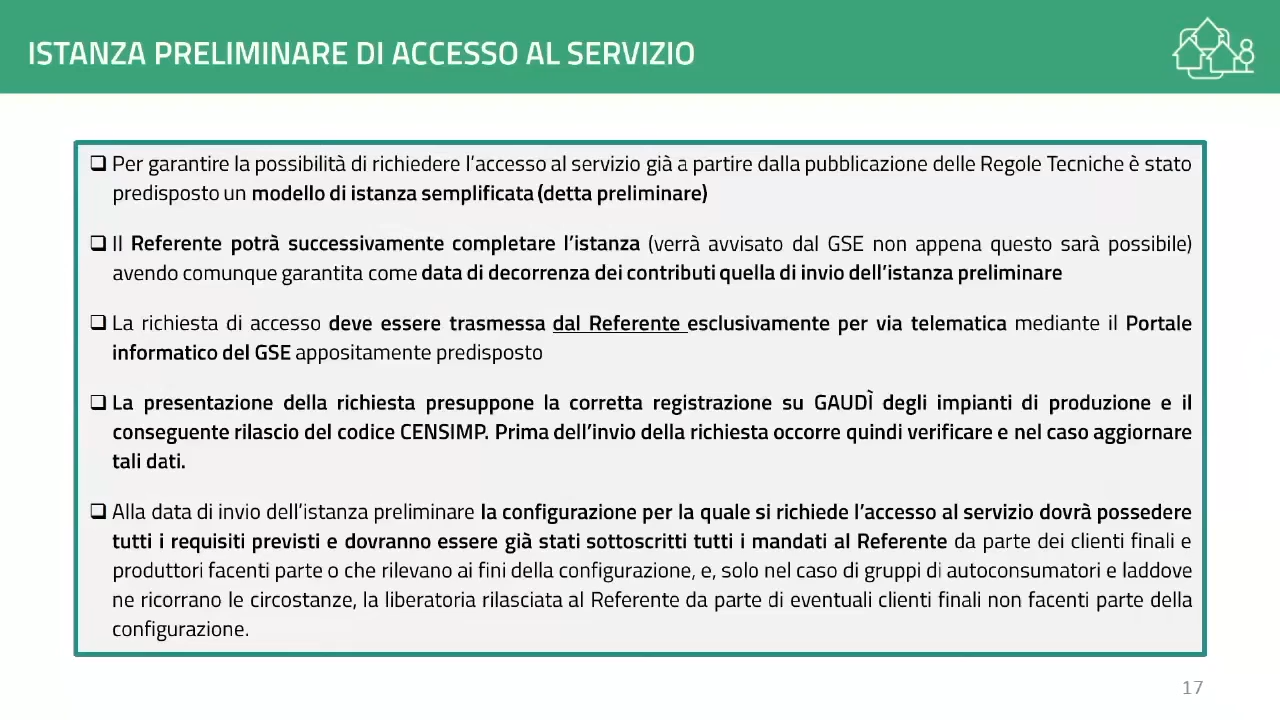 ISTANZA PRELIMINARE DI ACCESSO AL SERVIZIO
❑ Per garantire la possibilità di richiedere l'accesso al servizio già a partire dalla pubblicazione delle Regole Tecniche è stato
predisposto un modello di istanza semplificata (detta preliminare)
❑ Il Referente potrà successivamente completare l'istanza (verrà avvisato dal GSE non appena questo sarà possibile)
avendo comunque garantita come data di decorrenza dei contributi quella di invio dell'istanza preliminare
❑ La richiesta di accesso deve essere trasmessa dal Referente esclusivamente per via telematica mediante il Portale
informatico del GSE appositamente predisposto
❑ La presentazione della richiesta presuppone la corretta registrazione su GAUDÌ degli impianti di produzione e il
conseguente rilascio del codice CENSIMP. Prima dell'invio della richiesta occorre quindi verificare e nel caso aggiornare
tali dati.
❑ Alla data di invio dell'istanza preliminare la configurazione per la quale si richiede l'accesso al servizio dovrà possedere
tutti i requisiti previsti e dovranno essere già stati sottoscritti tutti i mandati al Referente da parte dei clienti finali e
produttori facenti parte o che rilevano ai fini della configurazione, e, solo nel caso di gruppi di autoconsumatori e laddove
ne ricorrano le circostanze, la liberatoria rilasciata al Referente da parte di eventuali clienti finali non facenti parte della
configurazione.
17